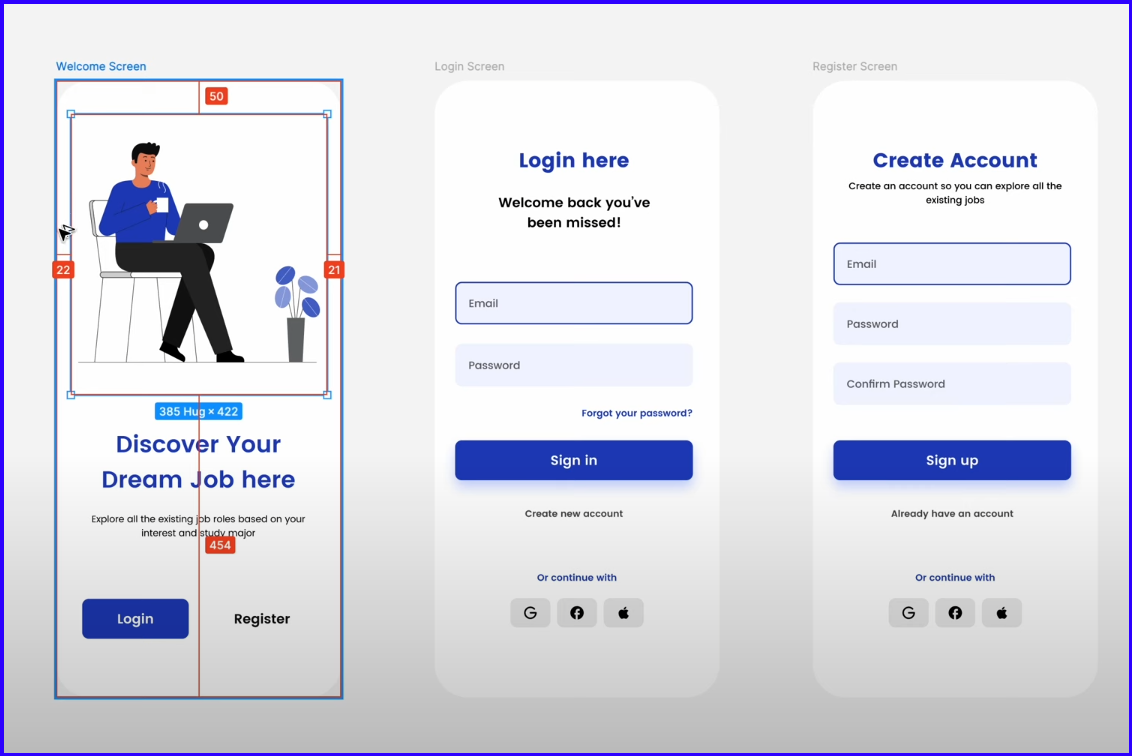 Welcome Screen
50
22
21
385 Hug × 422
Discover Your
Dream Job here
Explore all the existing job roles based on your
interest and study major
454
Login
Register
Login Screen
Login here
Welcome back you've
been missed!
Email
Password
Forgot your password?
Sign in
Create new account
Or continue with
Register Screen
Create Account
Create an account so you can explore all the
existing jobs
Email
Password
Confirm Password
Sign up
Already have an account
Or continue with